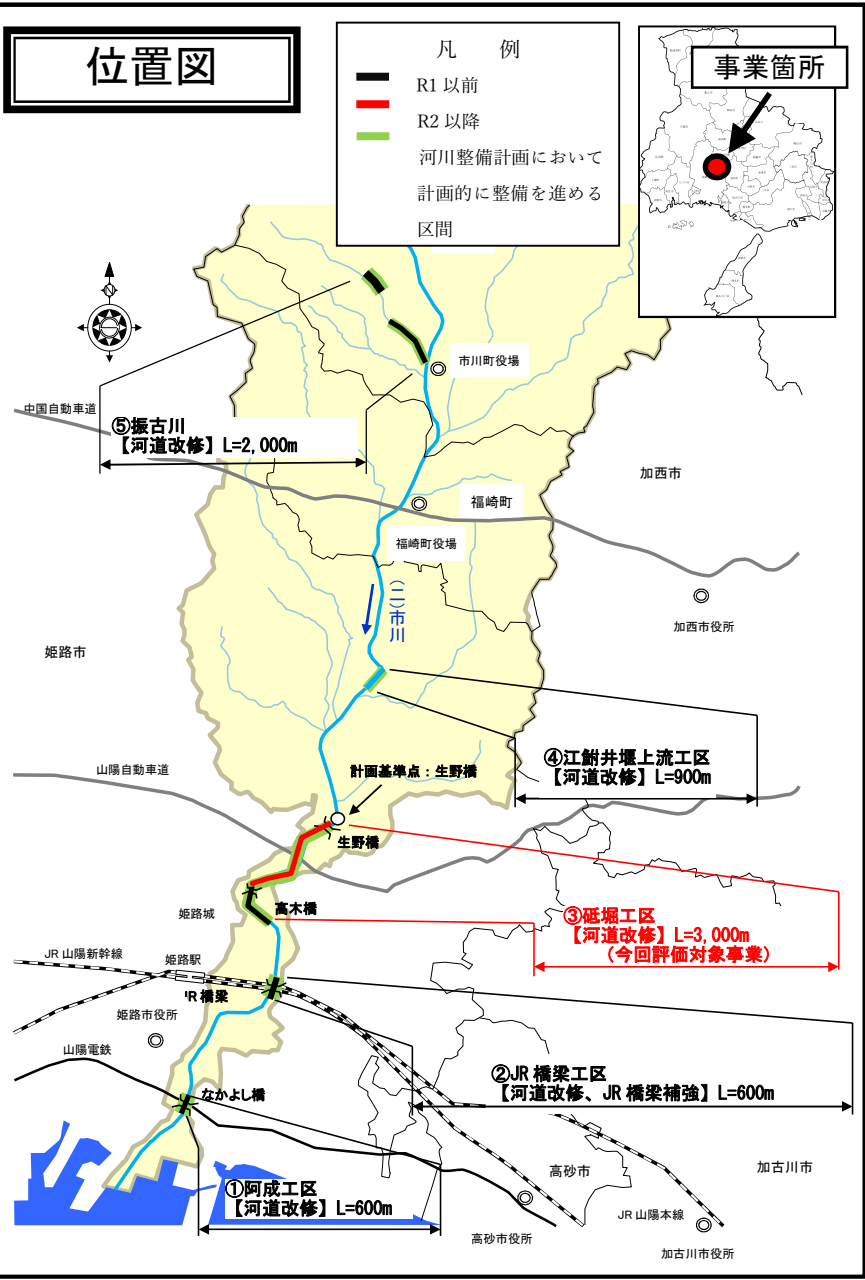 位置図
凡　例
R1 以前
R2 以降
河川整備計画において
計画的に整備を進める
区間
事業箇所
市川町役場
中国自動車道
⑤振古川
【河道改修】L=2,000m
加西市
福崎町
福崎町役場
(二)市川
加西市役所
姫路市
山陽自動車道
計画基準点：生野橋
④江鮒井堰上流工区
【河道改修】L=900m
生野橋
姫路城
高木橋
③砥堀工区
【河道改修】L=3,000m
(今回評価対象事業)
JR 山陽新幹線
姫路駅
R 橋梁
姫路市役所
山陽電鉄
②JR 橋梁工区
【河道改修、JR 橋梁補強】L=600m
なかよし橋
①阿成工区
【河道改修】L=600m
高砂市
加古川市
JR 山陽本線
高砂市役所
加古川市役所